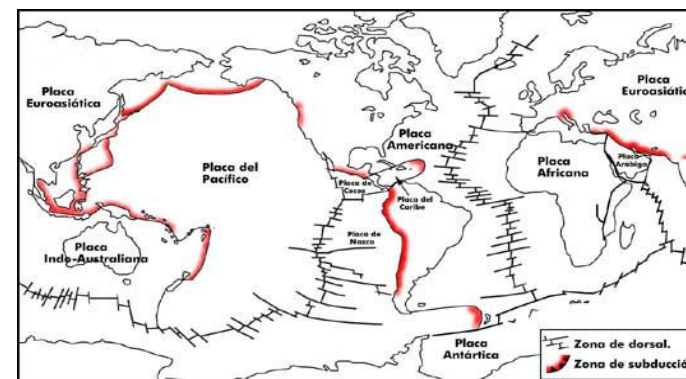 Placa
Euroasiática
Placa del
Pacífico
Placa
Indo-Australiana
Placa
Americana
Placa de
Cocos
Placa del
Caribe
Placa de
Nazca
Placa
Africana
Placa
Arábiga
Placa
Euroasiát
Placa
Antártica
Zona de dorsal.
Zona de subducció